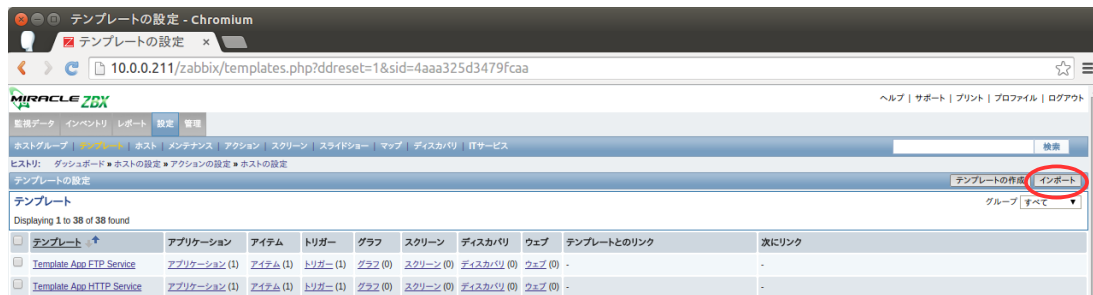 テンプレートの設定 - Chromium
テンプレートの設定 ×
10.0.0.211/zabbix/templates.php?ddreset=1&sid=4aaa325d3479fcaa
MIRACLE ZBX
ヘルプ | サポート | プリント | プロファイル | ログアウト
監視データ インベントリ レポート 設定 管理
ホストグループ | テンプレート | ホスト | メンテナンス | アクション | スクリーン | スライドショー | マップ | ディスカバリ | ITサービス 検索
ヒストリ: ダッシュボード » ホストの設定 » アクションの設定 » ホストの設定
テンプレートの設定 テンプレートの作成 インポート
テンプレート グループ すべて
Displaying 1 to 38 of 38 found
テンプレート アプリケーション アイテム トリガー グラフ スクリーン ディスカバリ ウェブ テンプレートとのリンク 次にリンク
Template App FTP Service アプリケーション (1) アイテム (1) トリガー (1) グラフ (0) スクリーン (0) ディスカバリ (0) ウェブ (0) - -
Template App HTTP Service アプリケーション (1) アイテム (1) トリガー (1) グラフ (0) スクリーン (0) ディスカバリ (0) ウェブ (0) - -